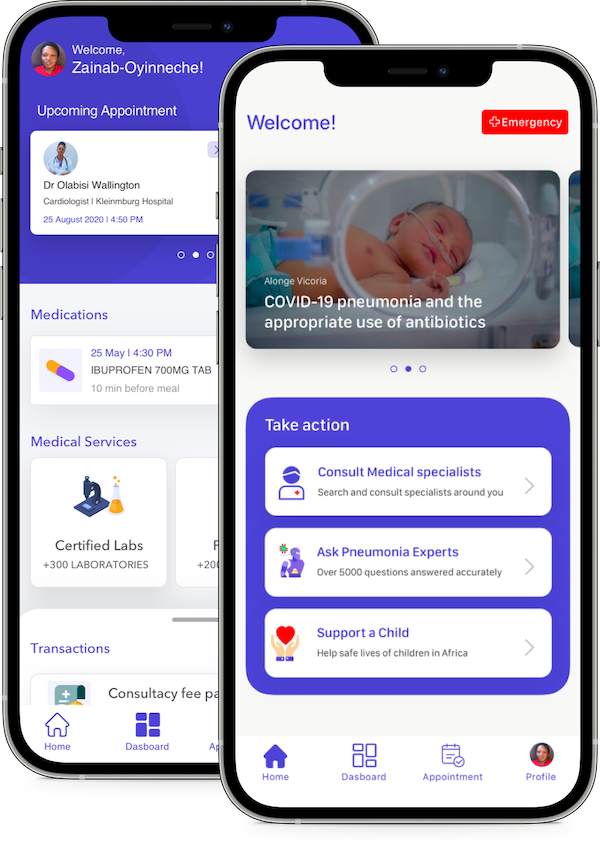 Welcome,
Zainab-Oyinneche!
Upcoming Appointment
Dr Olabisi Wallington
Cardiologist | Kleinmburg Hospital
25 August 2020 | 4:50 PM
Medications
25 May | 4:30 PM
IBUPROFEN 700MG TAB
10 min before meal
Medical Services
Certified Labs
+300 LABORATORIES
Transactions
Consultacy fee pa
Home
Dasboard
Welcome!
Emergency
Alonge Vicoria
COVID-19 pneumonia and the
appropriate use of antibiotics
Take action
Consult Medical specialists
Search and consult specialists around you
Ask Pneumonia Experts
Over 5000 questions answered accurately
Support a Child
Help safe lives of children in Africa
Home
Dasboard
Appointment
Profile